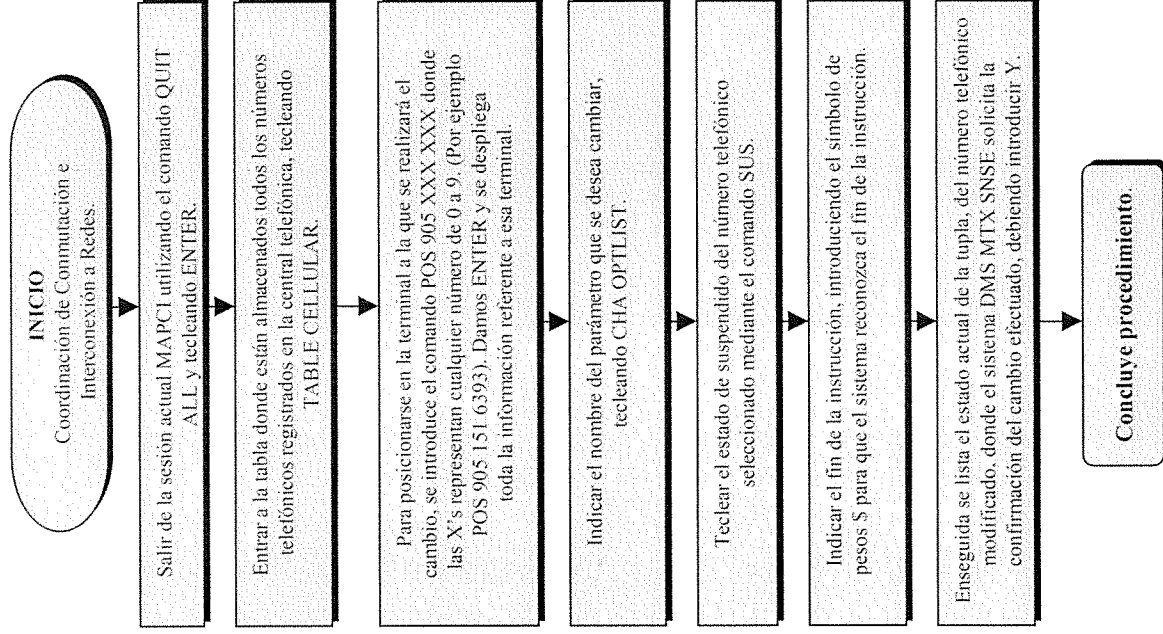 INICIO
Coordinación de Conmutación e
Interconexión a Redes.
Salir de la sesión actual MAPCI utilizando el comando QUIT
ALL y tecleando ENTER.
Entrar a la tabla donde están almacenados todos los números
telefónicos registrados en la central telefónica, tecleando
TABLE CELLULAR.
Para posicionarse en la terminal a la que se realizará el
cambio, se introduce el comando POS 905 XXX XXX donde
las X's representan cualquier número de 0 a 9. (Por ejemplo
POS 905 151 6393). Damos ENTER y se despliega
toda la información referente a esa terminal.
Indicar el nombre del parámetro que se desea cambiar,
tecleando CHA OPTLIST.
Teclear el estado de suspendido del número telefónico
seleccionado mediante el comando SUS.
Indicar el fin de la instrucción, introduciendo el símbolo de
pesos $ para que el sistema reconozca el fin de la instrucción.
Enseguida se lista el estado actual de la tupla, del número telefónico
modificado, donde el sistema DMS MTX SNSE solicita la
confirmación del cambio efectuado, debiendo introducir Y.
Concluye procedimiento.